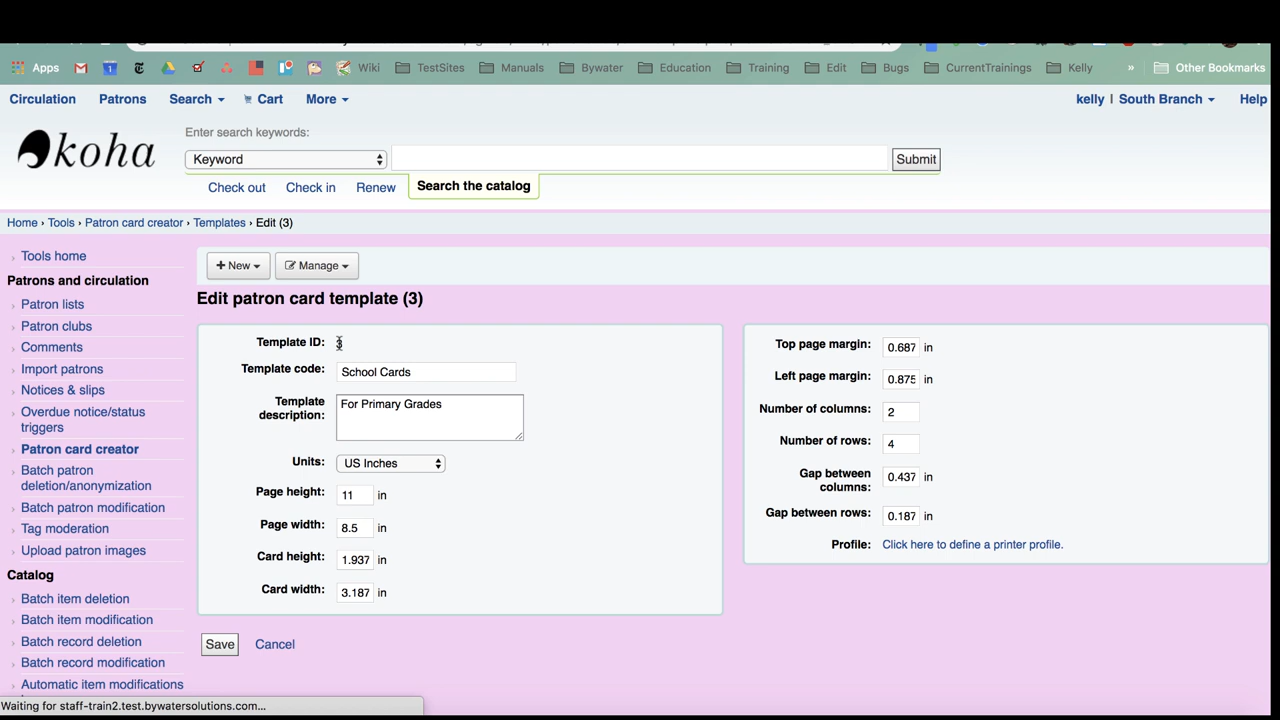 Apps Wiki TestSites Manuals Bywater Education Training Edit Bugs CurrentTrainings Kelly » Other Bookmarks
Circulation Patrons Search Cart More kelly | South Branch Help
koha
Enter search keywords:
Keyword Submit
Check out Check in Renew Search the catalog
Home › Tools › Patron card creator › Templates › Edit (3)
Tools home
Patrons and circulation
Patron lists
Patron clubs
Comments
Import patrons
Notices & slips
Overdue notice/status
triggers
Patron card creator
Batch patron
deletion/anonymization
Batch patron modification
Tag moderation
Upload patron images
Catalog
Batch item deletion
Batch item modification
Batch record deletion
Batch record modification
Automatic item modifications
+ New Manage
Edit patron card template (3)
Template ID: 3
Template code: School Cards
Template
description: For Primary Grades
Units: US Inches
Page height: 11 in
Page width: 8.5 in
Card height: 1.937 in
Card width: 3.187 in
Top page margin: 0.687 in
Left page margin: 0.875 in
Number of columns: 2
Number of rows: 4
Gap between
columns: 0.437 in
Gap between rows: 0.187 in
Profile: Click here to define a printer profile.
Save Cancel
Waiting for staff-train2.test.bywatersolutions.com...